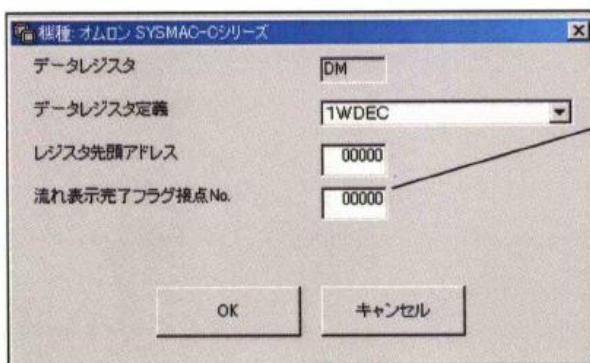 機種: オムロン SYSMAC-Cシリーズ
データレジスタ DM
データレジスタ定義 1WDEC
レジスタ先頭アドレス 00000
流れ表示完了フラグ接点No. 00000
OK キャンセル